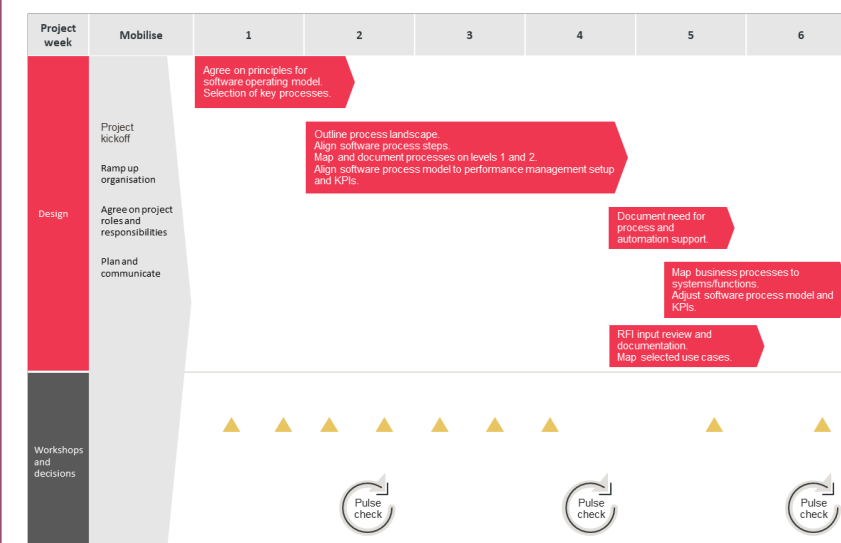 Project
week
Mobilise
1
2
3
4
5
6
Design
Project
kickoff
Ramp up
organisation
Agree on project
roles and
responsibilities
Plan and
communicate
Agree on principles for
software operating model.
Selection of key processes.
Outline process landscape.
Align software process steps.
Map and document processes on levels 1 and 2.
Align software process model to performance management setup
and KPIs.
Document need for
process and
automation support.
Map business processes to
systems/functions.
Adjust software process model and
KPIs.
RFI input review and
documentation.
Map selected use cases.
Workshops
and
decisions
Pulse
check
Pulse
check
Pulse
check